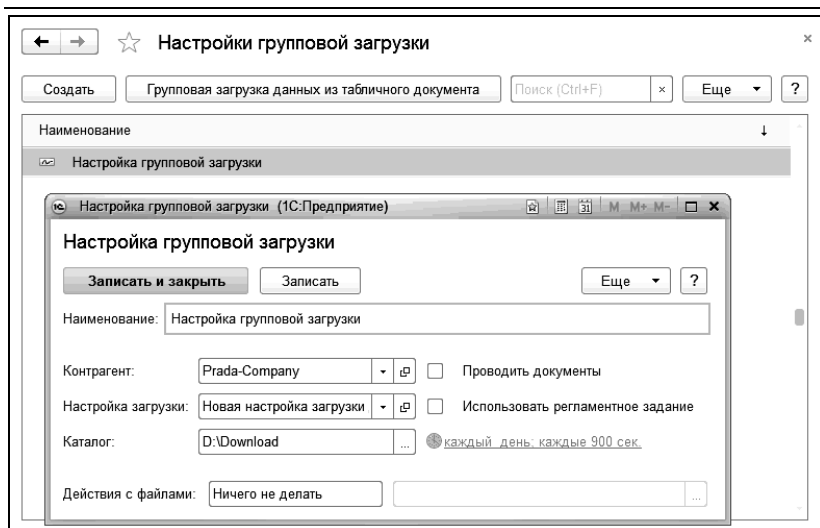 Настройки групповой загрузки
Создать Групповая загрузка данных из табличного документа Поиск (Ctrl+F) × Еще ?
Наименование ↓
Настройка групповой загрузки
1С Настройка групповой загрузки (1С:Предприятие) 31 M M+ M-
Настройка групповой загрузки
Записать и закрыть Записать Еще ?
Наименование: Настройка групповой загрузки
Контрагент: Prada-Company Проводить документы
Настройка загрузки: Новая настройка загрузки Использовать регламентное задание
Каталог: D:\Download ... каждый день; каждые 900 сек.
Действия с файлами: Ничего не делать ...